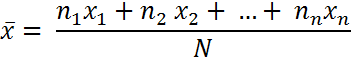 x̄ = (n₁x₁ + n₂ x₂ + … + nₙxₙ) / N